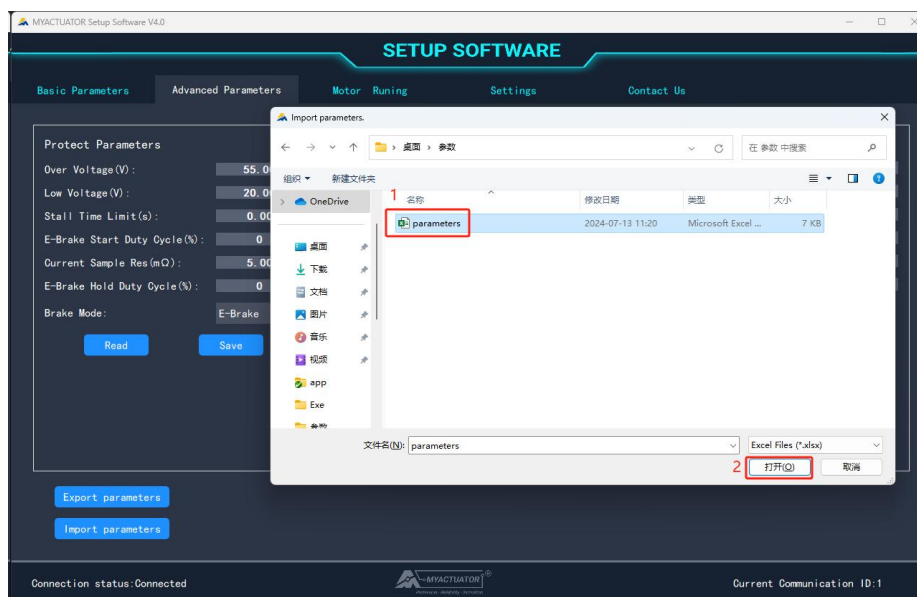 MYACTUATOR Setup Software V4.0
SETUP SOFTWARE
Basic Parameters Advanced Parameters Motor Runing Settings Contact Us
Import parameters.
桌面 › 参数
在 参数 中搜索
组织 新建文件夹
Protect Parameters
Over Voltage(V):
55.0
Low Voltage(V):
20.0
Stall Time Limit(s):
0.00
E-Brake Start Duty Cycle(%):
0
Current Sample Res(mΩ):
5.00
E-Brake Hold Duty Cycle(%):
0
Brake Mode:
E-Brake
Read
Save
OneDrive
桌面
下载
文档
图片
音乐
视频
app
Exe
1
名称 修改日期 类型 大小
parameters 2024-07-13 11:20 Microsoft Excel ... 7 KB
文件名(N): parameters
Excel Files (*.xlsx)
2
打开(O)
取消
Export parameters
Import parameters
Connection status:Connected
MYACTUATOR
Current Communication ID:1